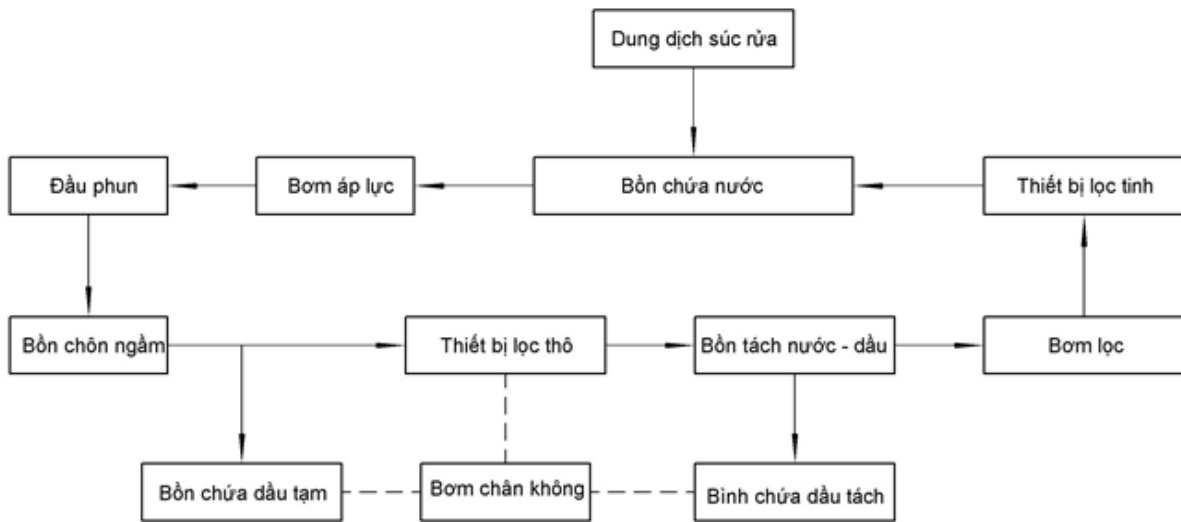 Dung dịch súc rửa
Đầu phun
Bơm áp lực
Bồn chứa nước
Thiết bị lọc tinh
Bồn chôn ngầm
Thiết bị lọc thô
Bồn tách nước - dầu
Bơm lọc
Bồn chứa dầu tạm
Bơm chân không
Bình chứa dầu tách